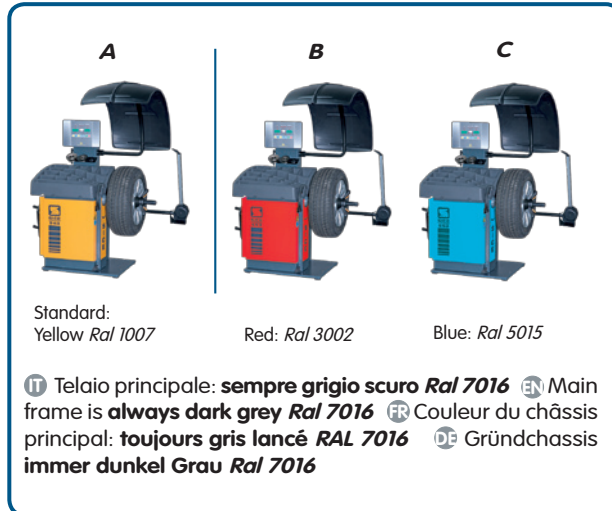 A
B
C
Standard:
Yellow Ral 1007
Red: Ral 3002
Blue: Ral 5015
IT Telaio principale: sempre grigio scuro Ral 7016 EN Main
frame is always dark grey Ral 7016 FR Couleur du châssis
principal: toujours gris lancé RAL 7016 DE Gründchassis
immer dunkel Grau Ral 7016